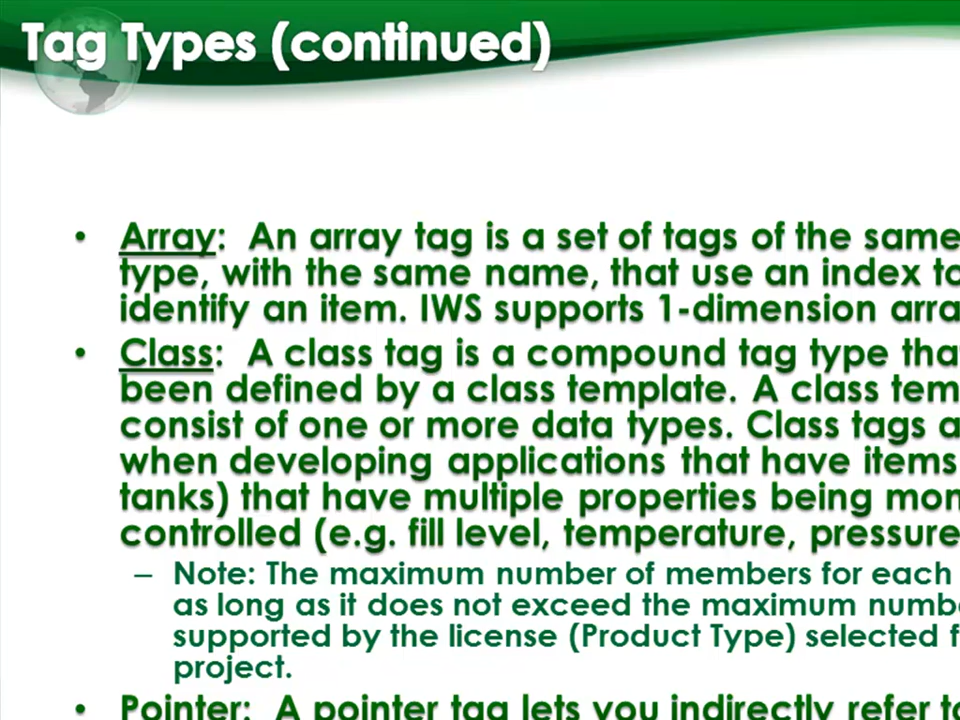 Tag Types (continued)
• Array: An array tag is a set of tags of the same
type, with the same name, that use an index to
identify an item. IWS supports 1-dimension arra
• Class: A class tag is a compound tag type that
been defined by a class template. A class tem
consist of one or more data types. Class tags a
when developing applications that have items
tanks) that have multiple properties being mon
controlled (e.g. fill level, temperature, pressure
– Note: The maximum number of members for each
as long as it does not exceed the maximum numbe
supported by the license (Product Type) selected f
project.
• Pointer: A pointer tag lets you indirectly refer to